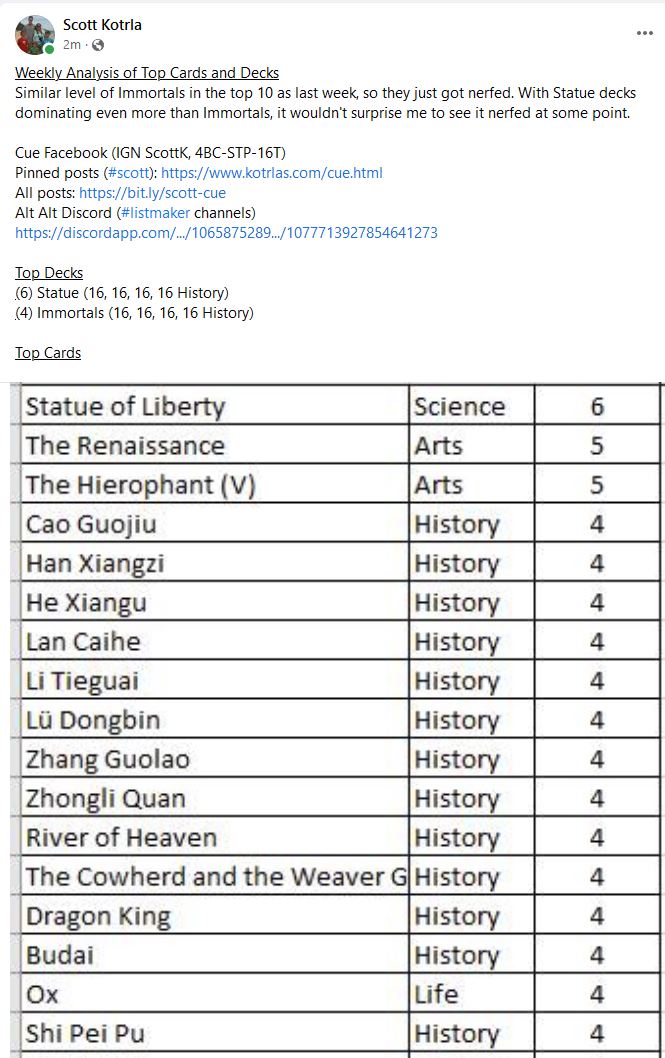 Scott Kotrla
2m ·
Weekly Analysis of Top Cards and Decks
Similar level of Immortals in the top 10 as last week, so they just got nerfed. With Statue decks
dominating even more than Immortals, it wouldn't surprise me to see it nerfed at some point.
Cue Facebook (IGN ScottK, 4BC-STP-16T)
Pinned posts (#scott): https://www.kotrlas.com/cue.html
All posts: https://bit.ly/scott-cue
Alt Alt Discord (#listmaker channels)
https://discordapp.com/.../1065875289.../1077713927854641273
Top Decks
(6) Statue (16, 16, 16, 16 History)
(4) Immortals (16, 16, 16, 16 History)
Top Cards
Statue of Liberty Science 6
The Renaissance Arts 5
The Hierophant (V) Arts 5
Cao Guojiu History 4
Han Xiangzi History 4
He Xiangu History 4
Lan Caihe History 4
Li Tieguai History 4
Lü Dongbin History 4
Zhang Guolao History 4
Zhongli Quan History 4
River of Heaven History 4
The Cowherd and the Weaver G History 4
Dragon King History 4
Budai History 4
Ox Life 4
Shi Pei Pu History 4